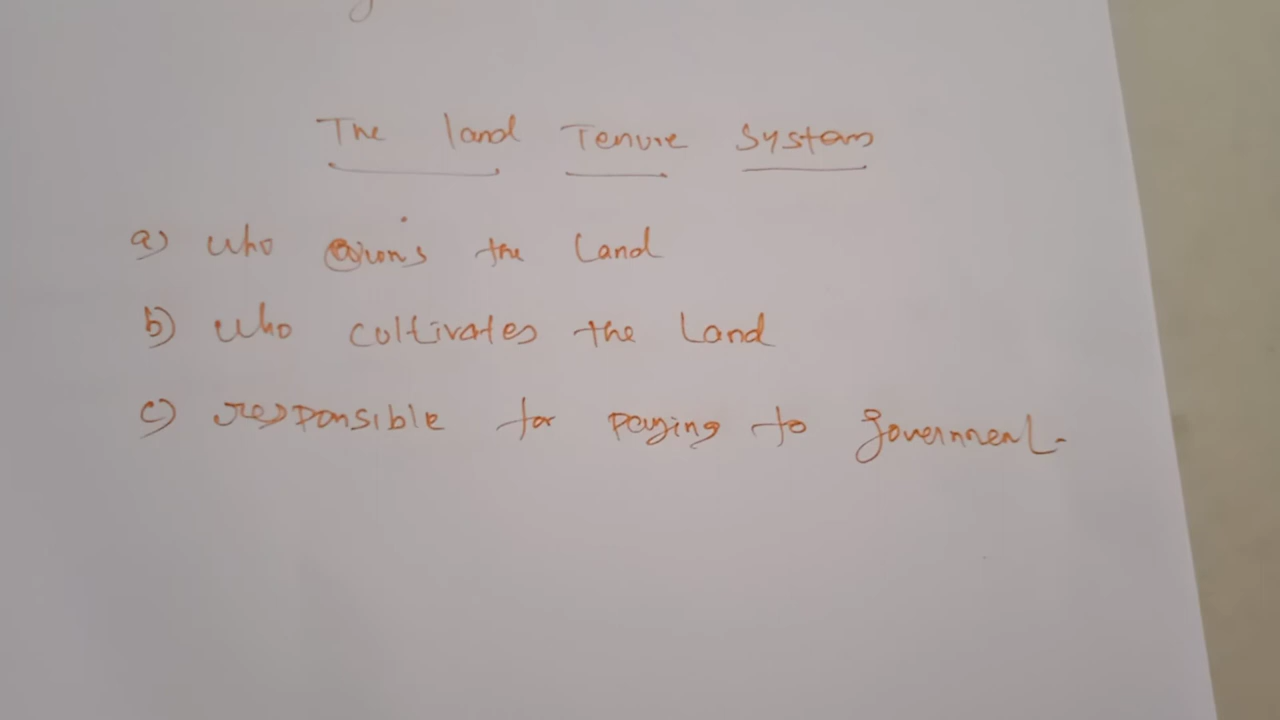 The land Tenure System
a) who owns the land
b) who cultivates the Land
c) responsible for paying to government.